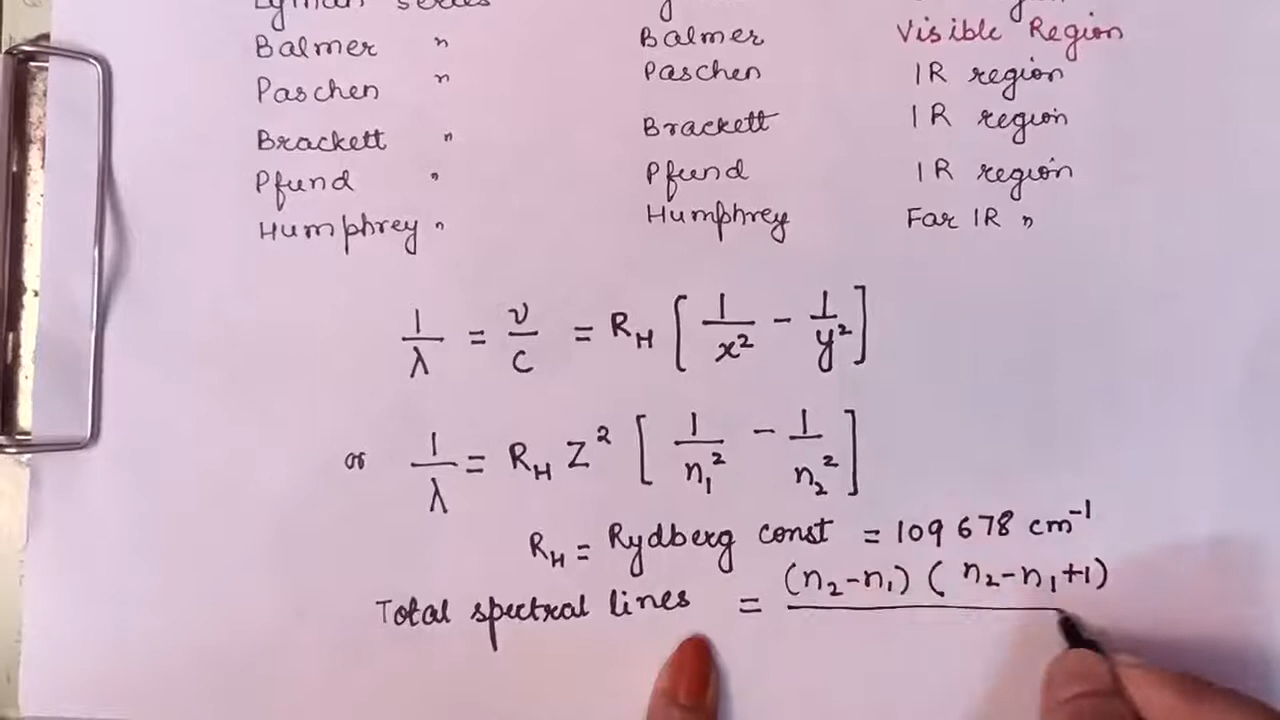 Lyman series
Balmer " Balmer Visible Region
Paschen " Paschen IR region
Brackett " Brackett IR region
Pfund " Pfund IR region
Humphrey " Humphrey Far IR "
1/λ = ν/c = R_H [ 1/x² - 1/y² ]
or 1/λ = R_H Z² [ 1/n₁² - 1/n₂² ]
R_H = Rydberg const = 109678 cm⁻¹
Total spectral lines = (n₂-n₁) ( n₂-n₁+1)